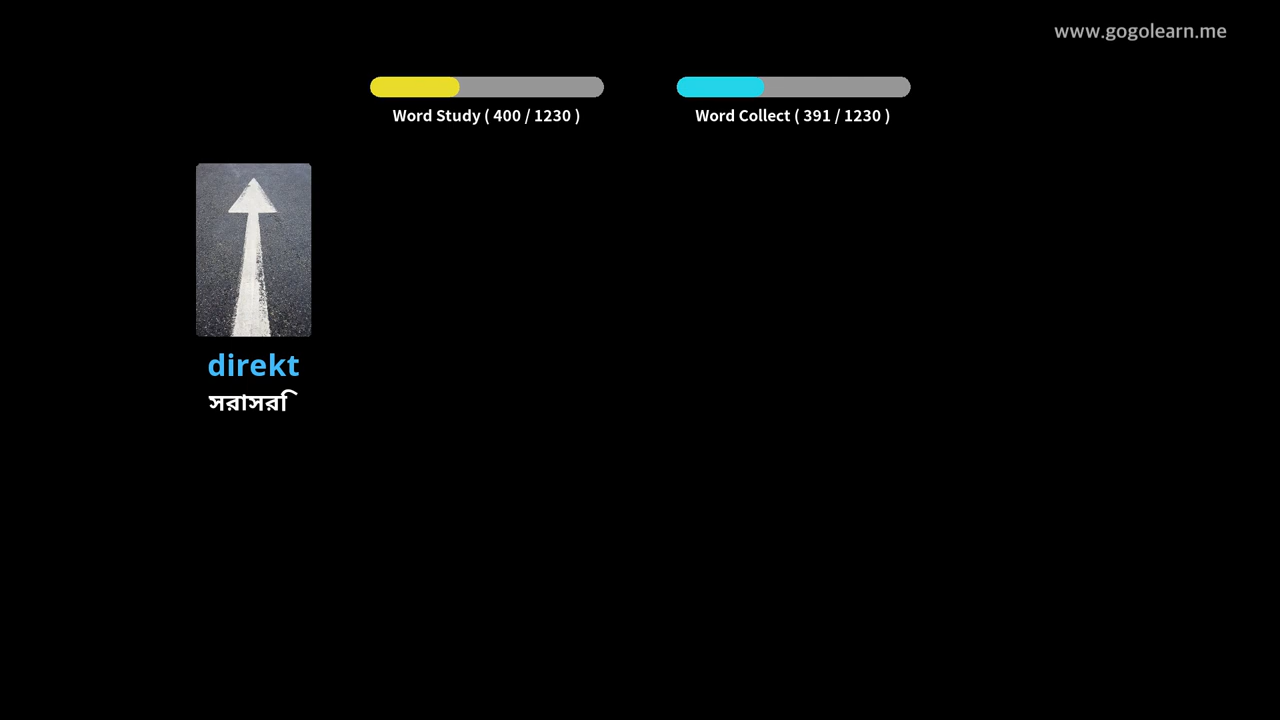 www.gogolearn.me
Word Study ( 400 / 1230 )
Word Collect ( 391 / 1230 )
direkt
সরাসরি